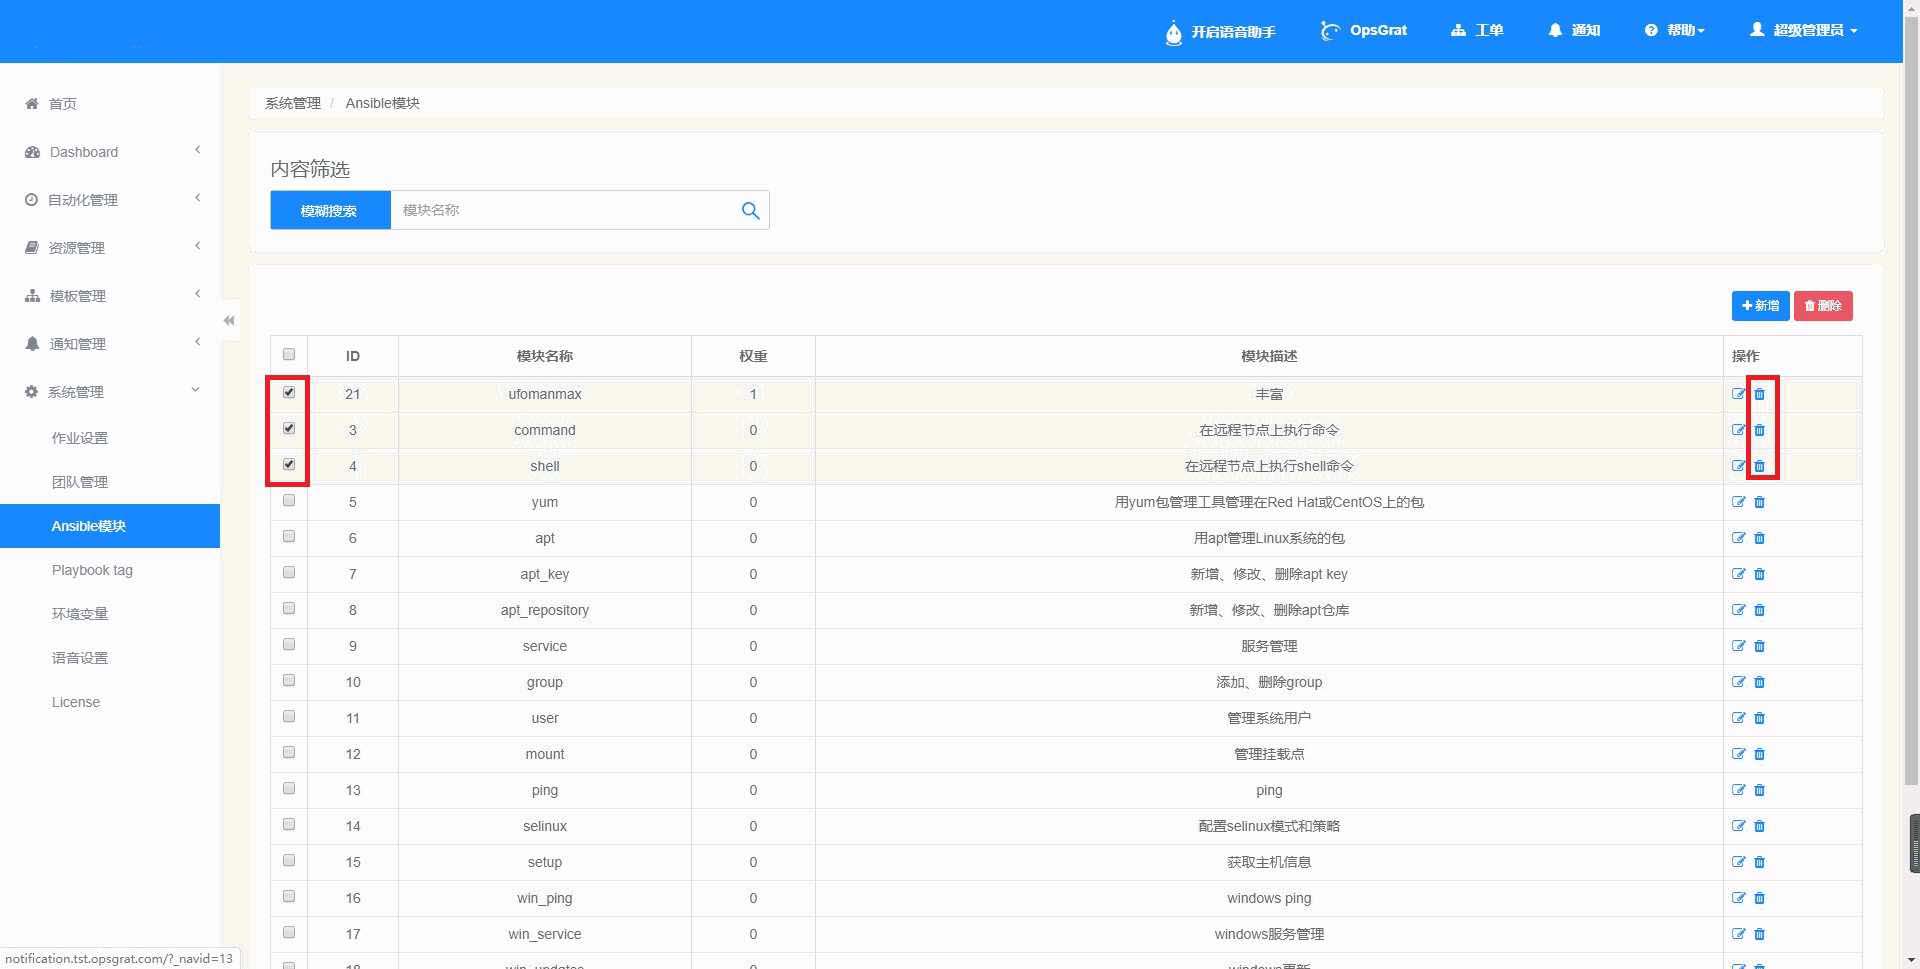 开启语音助手 OpsGrat 工单 通知 帮助 超级管理员
首页
Dashboard
自动化管理
资源管理
模板管理
通知管理
系统管理
作业设置
团队管理
Ansible模块
Playbook tag
环境变量
语音设置
License
系统管理 / Ansible模块
内容筛选
模糊搜索 模块名称
新增 删除
ID 模块名称 权重 模块描述 操作
21 ufomanmax 1 丰富
3 command 0 在远程节点上执行命令
4 shell 0 在远程节点上执行shell命令
5 yum 0 用yum包管理工具管理在Red Hat或CentOS上的包
6 apt 0 用apt管理Linux系统的包
7 apt_key 0 新增、修改、删除apt key
8 apt_repository 0 新增、修改、删除apt仓库
9 service 0 服务管理
10 group 0 添加、删除group
11 user 0 管理系统用户
12 mount 0 管理挂载点
13 ping 0 ping
14 selinux 0 配置selinux模式和策略
15 setup 0 获取主机信息
16 win_ping 0 windows ping
17 win_service 0 windows服务管理
notification.tst.opsgrat.com/?_navid=13